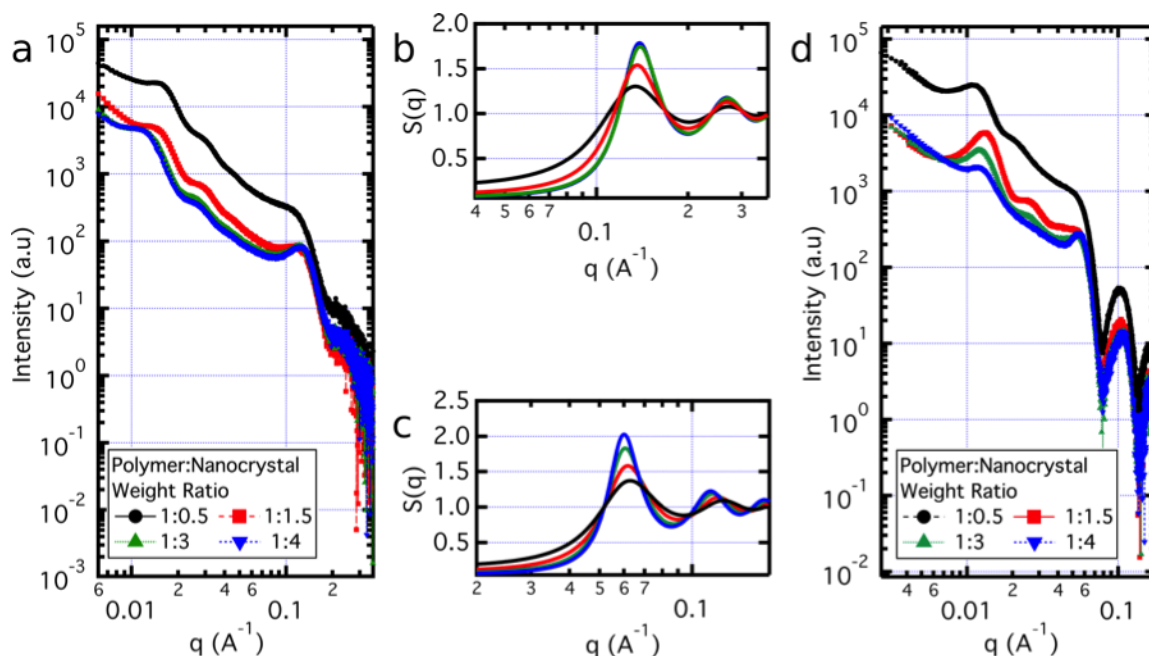 a
10^5
10^4
10^3
10^2
10^1
10^0
10^-1
10^-2
10^-3
Intensity (a.u)
Polymer:Nanocrystal
Weight Ratio
1:0.5 1:1.5
1:3 1:4
6 2 4 6 2
0.01 0.1
q (A^-1)
b
2.0
1.5
1.0
0.5
S(q)
4 5 6 7 2 3
0.1
q (A^-1)
c
2.5
2.0
1.5
1.0
0.5
S(q)
2 3 4 5 6 7
0.1
q (A^-1)
d
10^5
10^4
10^3
10^2
10^1
10^0
10^-1
10^-2
Intensity (a.u)
Polymer:Nanocrystal
Weight Ratio
1:0.5 1:1.5
1:3 1:4
4 6 2 4 6
0.01 0.1
q (A^-1)